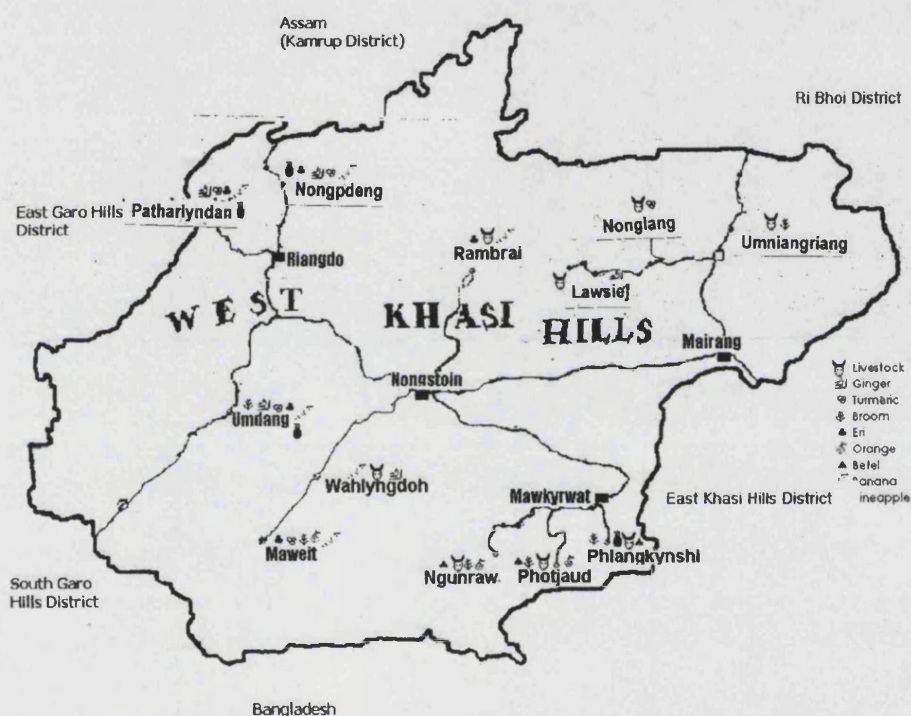 Assam
(Kamrup District)
Ri Bhoi District
East Garo Hills
District
Patharlyndan
Nongpdeng
Riangdo
Rambrai
Nonglang
Umniangriang
Lawsiej
WEST KHASI HILLS
Mairang
Nongstoin
Livestock
Ginger
Turmeric
Broom
Eri
Orange
Betel
anana
ineapple
Umdang
Wahlyngdoh
Mawkyrwat
East Khasi Hills District
Maweit
Ngunraw
Photjaud
Phlangkynshi
South Garo
Hills District
Bangladesh